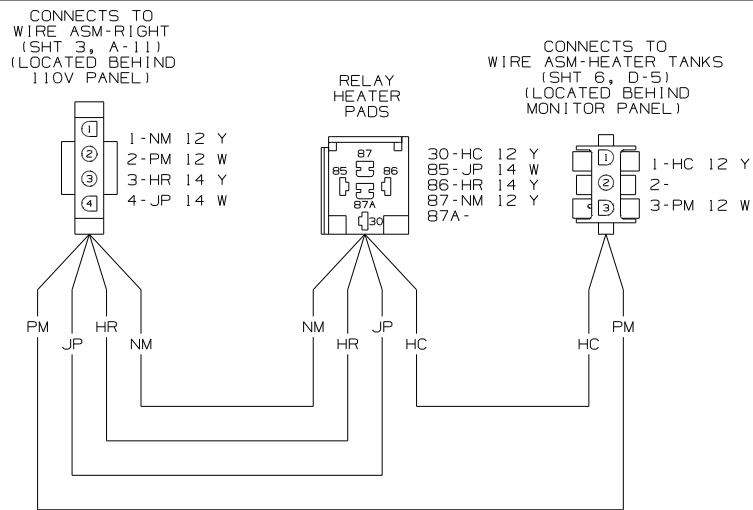 CONNECTS TO
WIRE ASM-RIGHT
(SHT 3, A-11)
(LOCATED BEHIND
110V PANEL)
1
2
3
4
1-NM 12 Y
2-PM 12 W
3-HR 14 Y
4-JP 14 W
RELAY
HEATER
PADS
87
85
86
87A
30
30-HC 12 Y
85-JP 14 W
86-HR 14 Y
87-NM 12 Y
87A-
CONNECTS TO
WIRE ASM-HEATER TANKS
(SHT 6, D-5)
(LOCATED BEHIND
MONITOR PANEL)
1
2
3
1-HC 12 Y
2-
3-PM 12 W
PM
JP
HR
NM
NM
HR
JP
HC
HC
PM